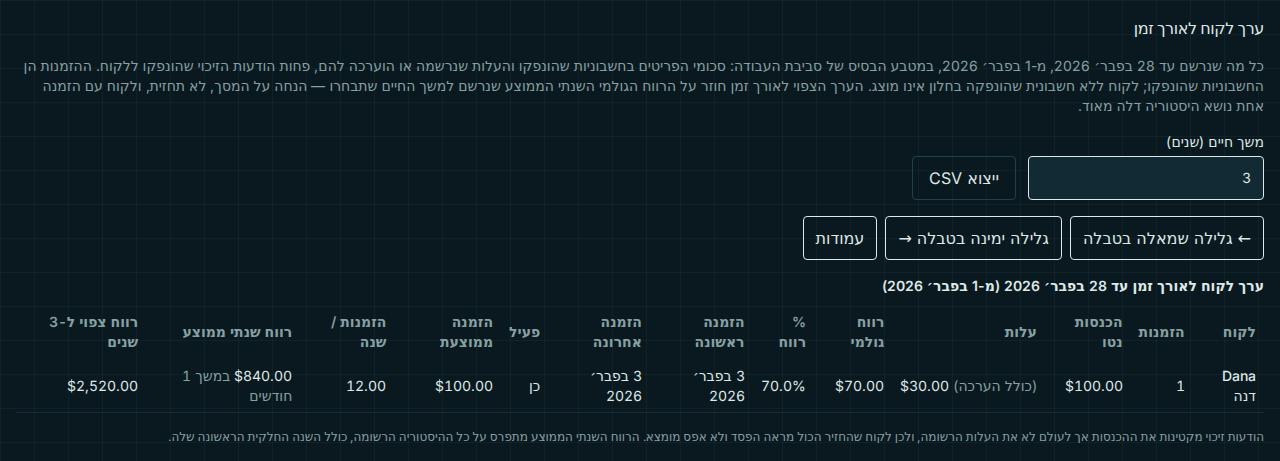 ערך לקוח לאורך זמן
כל מה שנרשם עד 28 בפבר׳ 2026, מ-1 בפבר׳ 2026, במטבע הבסיס של סביבת העבודה: סכומי הפריטים בחשבוניות שהונפקו והעלות שנרשמה או הוערכה להם, פחות הודעות הזיכוי שהונפקו ללקוח. ההזמנות הן
החשבוניות שהונפקו; לקוח ללא חשבונית שהונפקה בחלון אינו מוצג. הערך הצפוי לאורך זמן חוזר על הרווח הגולמי השנתי הממוצע שנרשם למשך החיים שתבחרו — הנחה על המסך, לא תחזית, ולקוח עם הזמנה
אחת נושא היסטוריה דלה מאוד.
משך חיים (שנים)
3 ייצוא CSV
← גלילה שמאלה בטבלה גלילה ימינה בטבלה → עמודות
ערך לקוח לאורך זמן עד 28 בפבר׳ 2026 (מ-1 בפבר׳ 2026)
לקוח הזמנות הכנסות נטו עלות רווח גולמי % רווח הזמנה ראשונה הזמנה אחרונה פעיל הזמנה ממוצעת הזמנות / שנה רווח שנתי ממוצע רווח צפוי ל-3 שנים
Dana דנה 1 $100.00 $30.00 (כולל הערכה) $70.00 70.0% 3 בפבר׳ 2026 3 בפבר׳ 2026 כן $100.00 12.00 $840.00 במשך 1 חודשים $2,520.00
הודעות זיכוי מקטינות את ההכנסות אך לעולם לא את העלות הרשומה, ולכן לקוח שהחזיר הכול מראה הפסד ולא אפס מומצא. הרווח השנתי הממוצע מתפרס על כל ההיסטוריה הרשומה, כולל השנה החלקית הראשונה שלה.